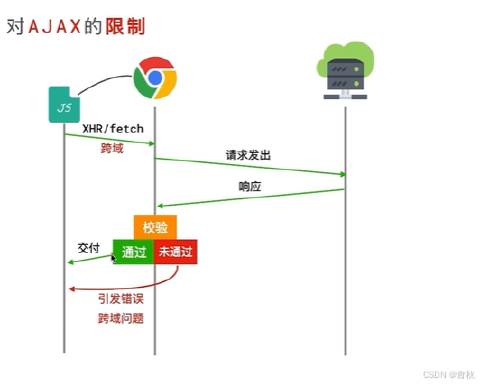 对AJAX的限制
JS
XHR/fetch
跨域
请求发出
响应
校验
交付
通过
未通过
引发错误
跨域问题
CSDN @青秋